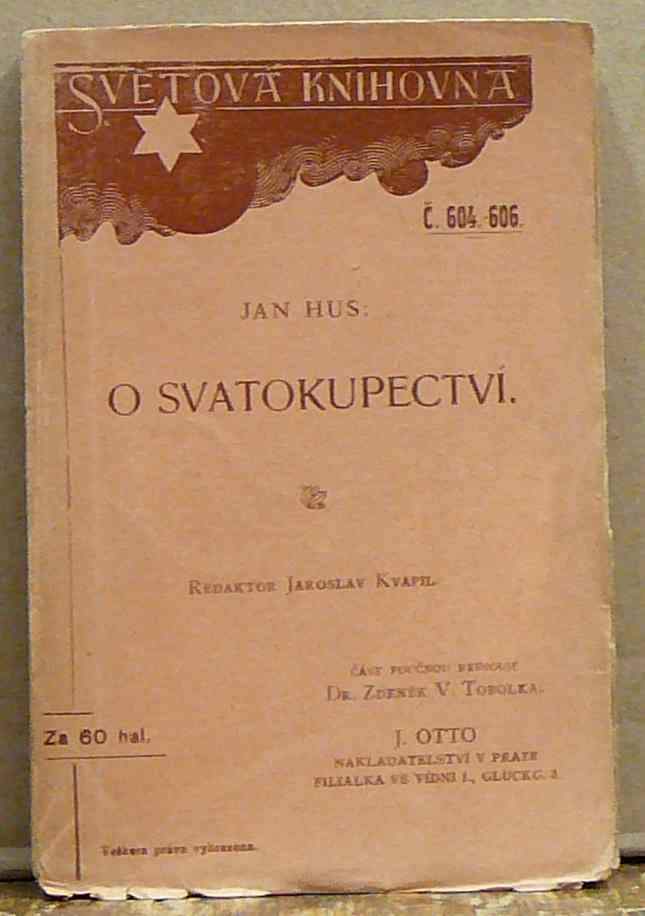 SVĚTOVÁ KNIHOVNA
Č. 604.-606.
JAN HUS:
O SVATOKUPECTVÍ.
REDAKTOR JAROSLAV KVAPIL.
ČÁST POUČNOU REDIGUJE
DR. ZDENĚK V. TOBOLKA.
Za 60 hal.
J. OTTO
NAKLADATELSTVÍ V PRAZE
FILIALKA VE VÍDNI I., GLUCKG. 3.
Veškera práva vyhrazena.